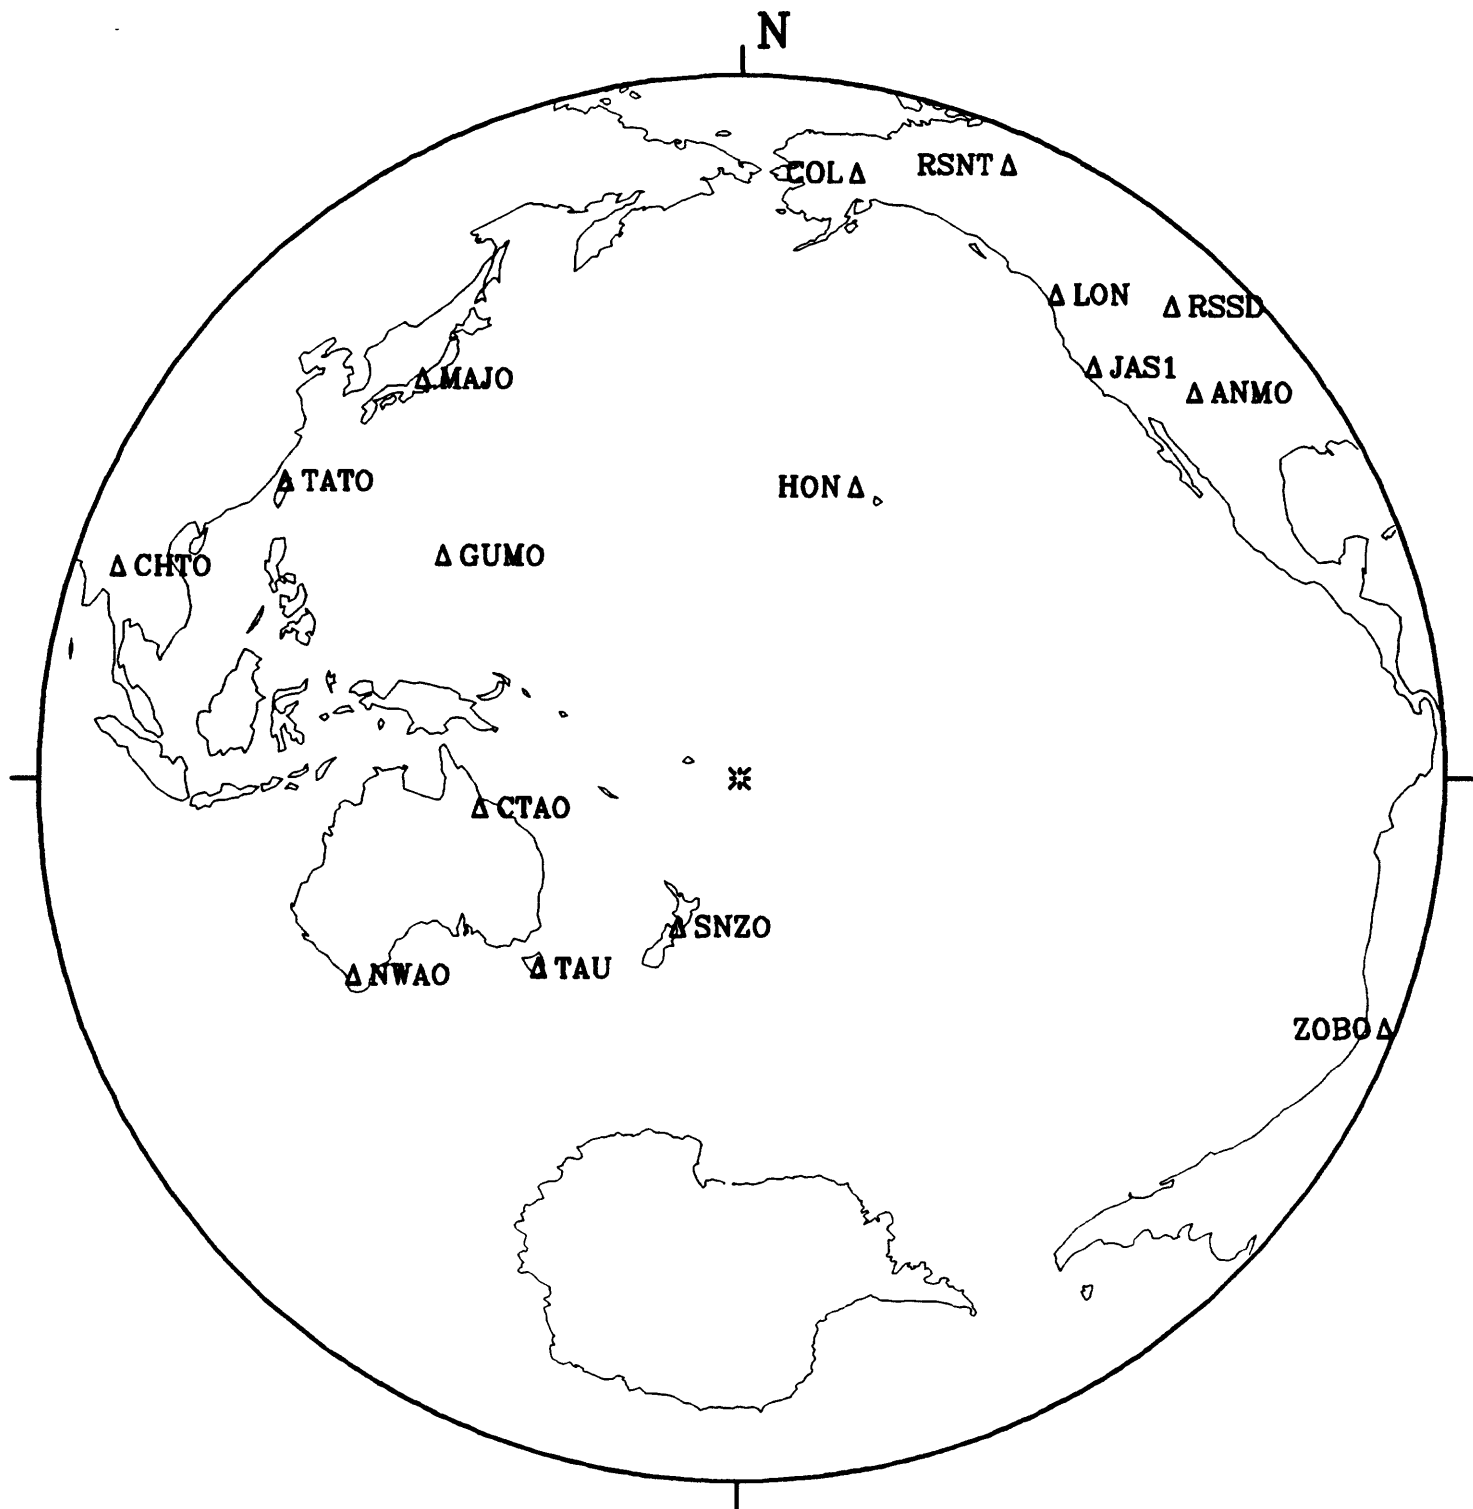 N
COL
RSNT
LON
RSSD
JAS1
MAJO
ANMO
TATO
HON
CHTO
GUMO
CTAO
SNZO
NWAO
TAU
ZOBO